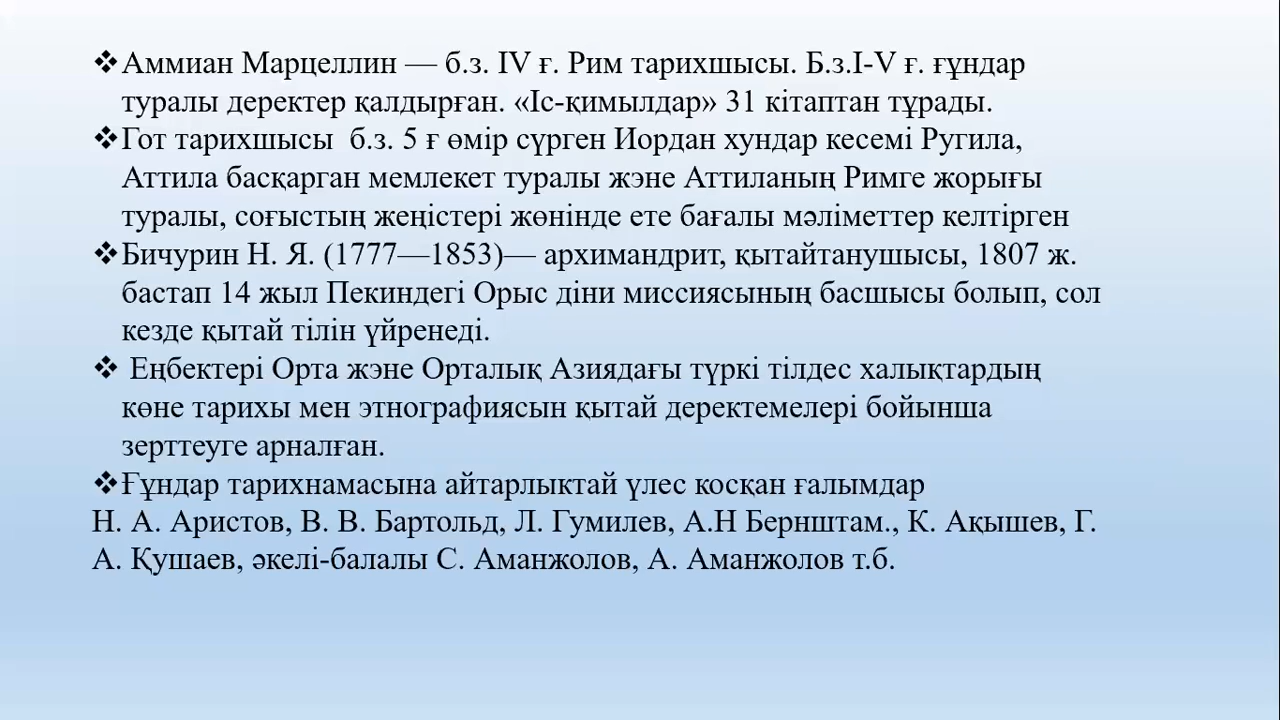 ❖Аммиан Марцеллин — б.з. IV ғ. Рим тарихшысы. Б.з.I-V ғ. ғұндар
туралы деректер қалдырған. «Іс-қимылдар» 31 кітаптан тұрады.
❖Гот тарихшысы  б.з. 5 ғ өмір сүрген Иордан хундар кесемі Ругила,
Аттила басқарган мемлекет туралы жэне Аттиланың Римге жорығы
туралы, соғыстың жеңістері жөнінде ете бағалы мәліметтер келтірген
❖Бичурин Н. Я. (1777—1853)— архимандрит, қытайтанушысы, 1807 ж.
бастап 14 жыл Пекиндегі Орыс діни миссиясының басшысы болып, сол
кезде қытай тілін үйренеді.
❖ Еңбектері Орта жэне Орталық Азиядағы түркі тілдес халықтардың
көне тарихы мен этнографиясын қытай деректемелері бойынша
зерттеуге арналған.
❖Ғұндар тарихнамасына айтарлыктай үлес косқан ғалымдар
Н. А. Аристов, В. В. Бартольд, Л. Гумилев, А.Н Бернштам., К. Ақышев, Г.
А. Қушаев, әкелі-балалы С. Аманжолов, А. Аманжолов т.б.